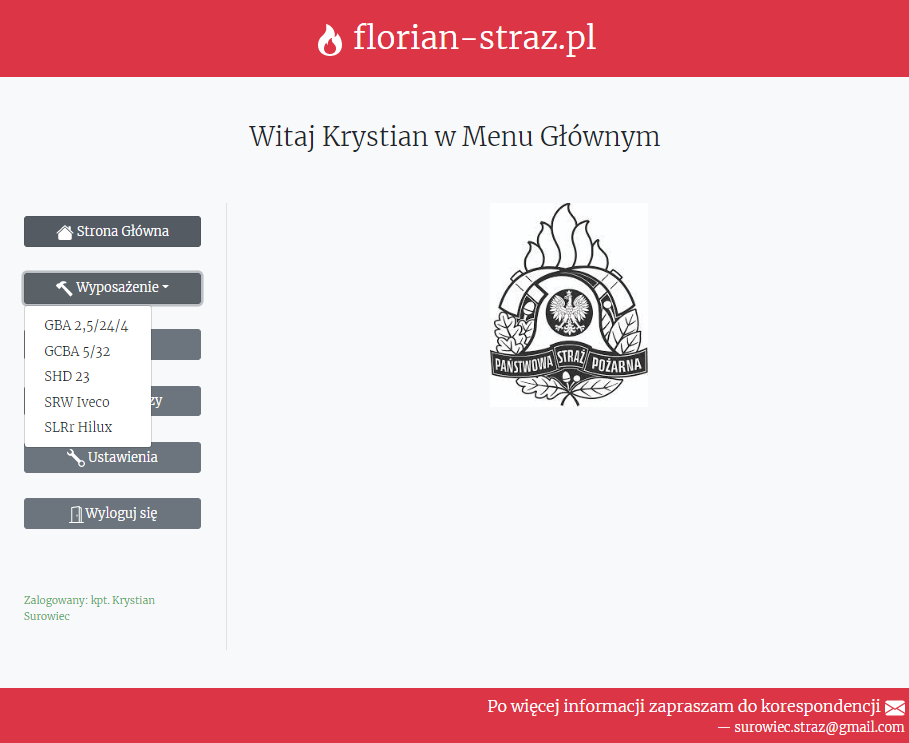 florian-straz.pl
Witaj Krystian w Menu Głównym
Strona Główna
Wyposażenie
GBA 2,5/24/4
GCBA 5/32
SHD 23
SRW Iveco
SLRr Hilux
zy
Ustawienia
Wyloguj się
Zalogowany: kpt. Krystian
Surowiec
PAŃSTWOWA STRAŻ POŻARNA
Po więcej informacji zapraszam do korespondencji
— surowiec.straz@gmail.com